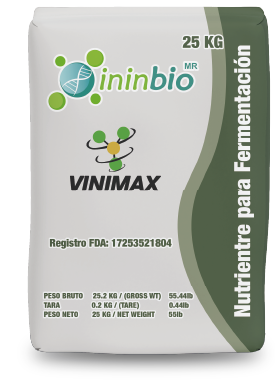 25 KG
ininbio MR
VINIMAX
Registro FDA: 17253521804
PESO BRUTO 25.2 KG / (GROSS WT) 55.44lb
TARA 0.2 KG / (TARE) 0.44lb
PESO NETO 25 KG / NET WEIGHT 55lb
Nutrientre para Fermentación